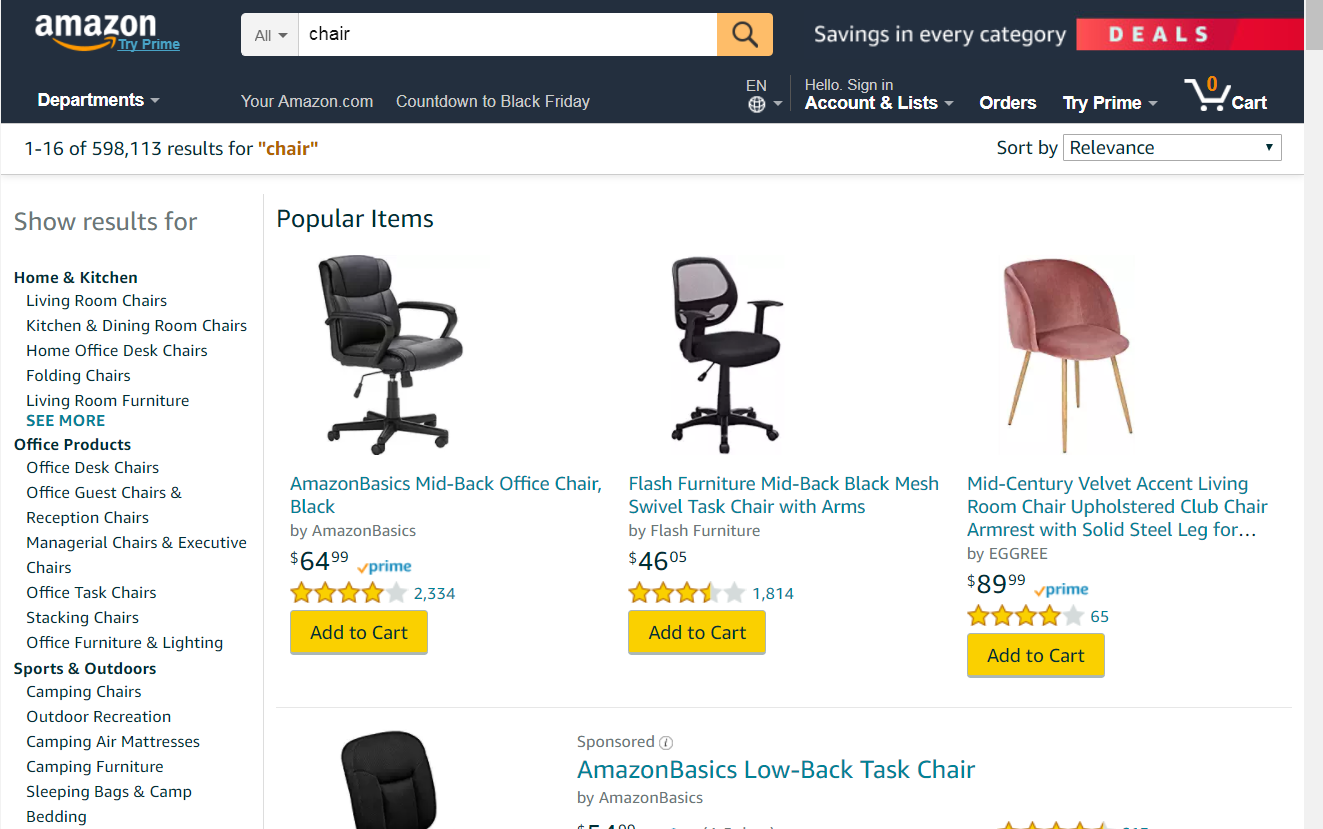 amazon
Try Prime
All
chair
Savings in every category
DEALS
Departments
Your Amazon.com
Countdown to Black Friday
EN
Hello. Sign in
Account & Lists
Orders
Try Prime
0
Cart
1-16 of 598,113 results for "chair"
Sort by Relevance
Show results for
Home & Kitchen
Living Room Chairs
Kitchen & Dining Room Chairs
Home Office Desk Chairs
Folding Chairs
Living Room Furniture
SEE MORE
Office Products
Office Desk Chairs
Office Guest Chairs &
Reception Chairs
Managerial Chairs & Executive
Chairs
Office Task Chairs
Stacking Chairs
Office Furniture & Lighting
Sports & Outdoors
Camping Chairs
Outdoor Recreation
Camping Air Mattresses
Camping Furniture
Sleeping Bags & Camp
Bedding
Popular Items
AmazonBasics Mid-Back Office Chair,
Black
by AmazonBasics
$64 99 prime
2,334
Add to Cart
Flash Furniture Mid-Back Black Mesh
Swivel Task Chair with Arms
by Flash Furniture
$46 05
1,814
Add to Cart
Mid-Century Velvet Accent Living
Room Chair Upholstered Club Chair
Armrest with Solid Steel Leg for…
by EGGREE
$89 99 prime
65
Add to Cart
Sponsored
AmazonBasics Low-Back Task Chair
by AmazonBasics